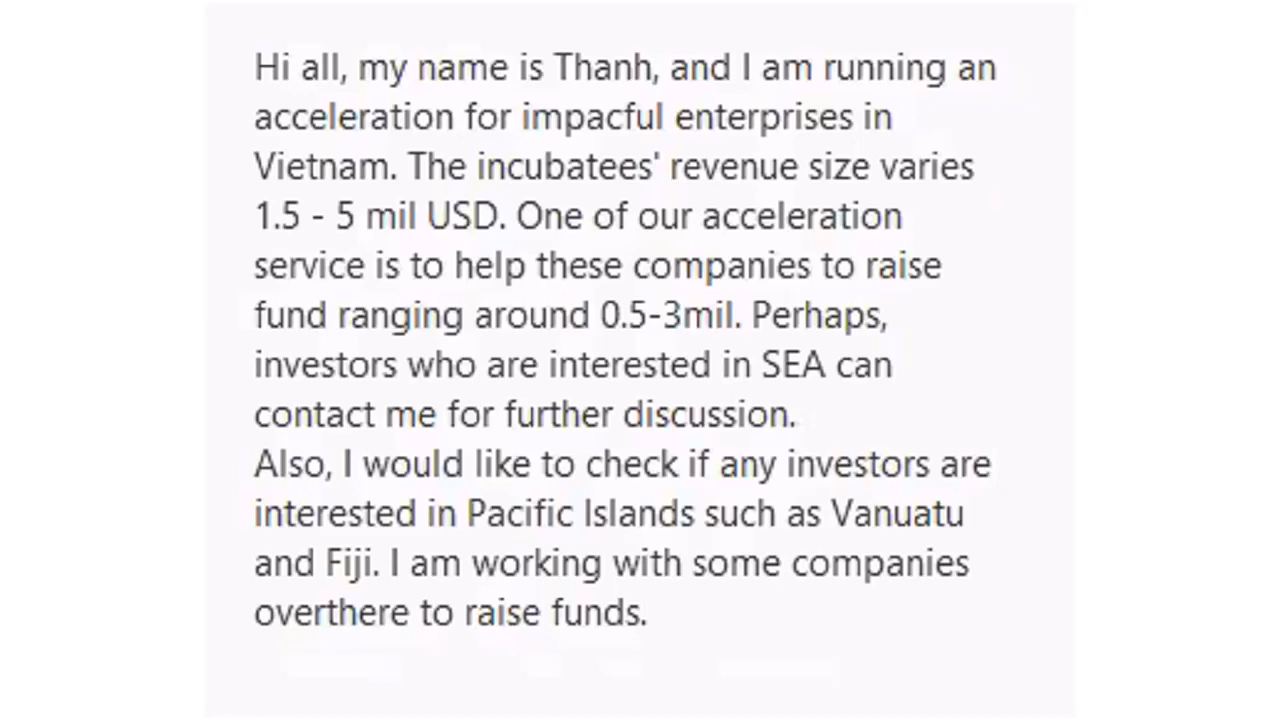 Hi all, my name is Thanh, and I am running an
acceleration for impacful enterprises in
Vietnam. The incubatees' revenue size varies
1.5 - 5 mil USD. One of our acceleration
service is to help these companies to raise
fund ranging around 0.5-3mil. Perhaps,
investors who are interested in SEA can
contact me for further discussion.
Also, I would like to check if any investors are
interested in Pacific Islands such as Vanuatu
and Fiji. I am working with some companies
overthere to raise funds.